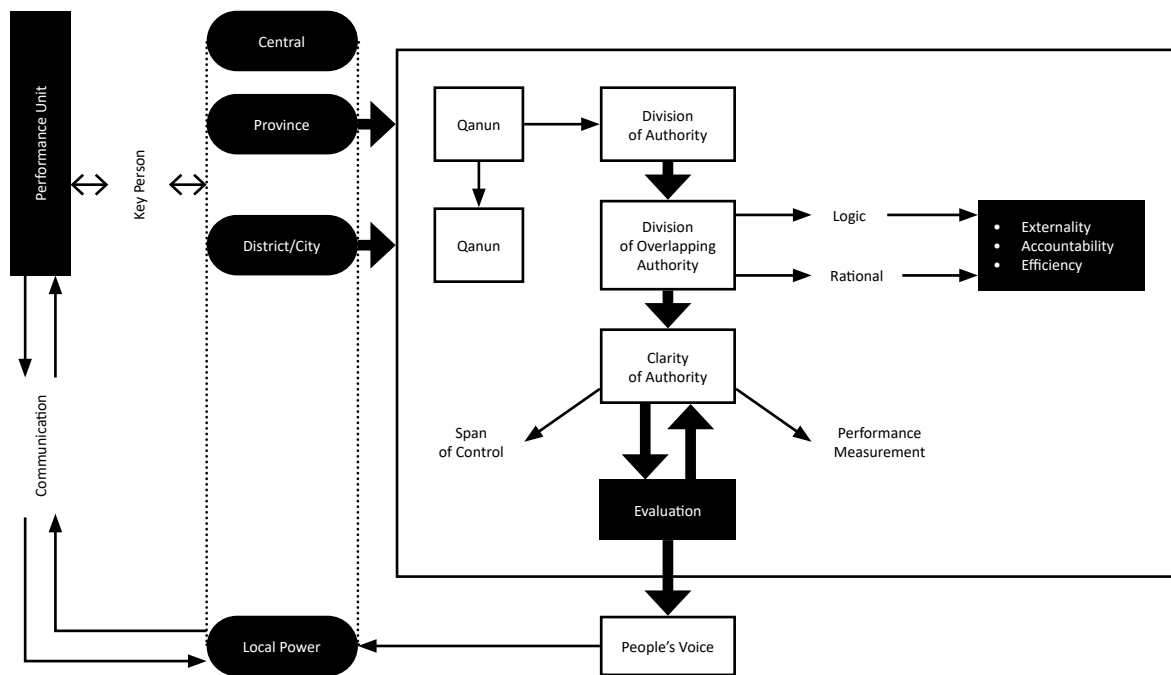 Performance Unit
Key Person
Communication
Central
Province
District/City
Local Power
Qanun
Qanun
Division
of Authority
Division
of Overlapping
Authority
Logic
Rational
• Externality
• Accountability
• Efficiency
Clarity
of Authority
Span
of Control
Performance
Measurement
Evaluation
People’s Voice